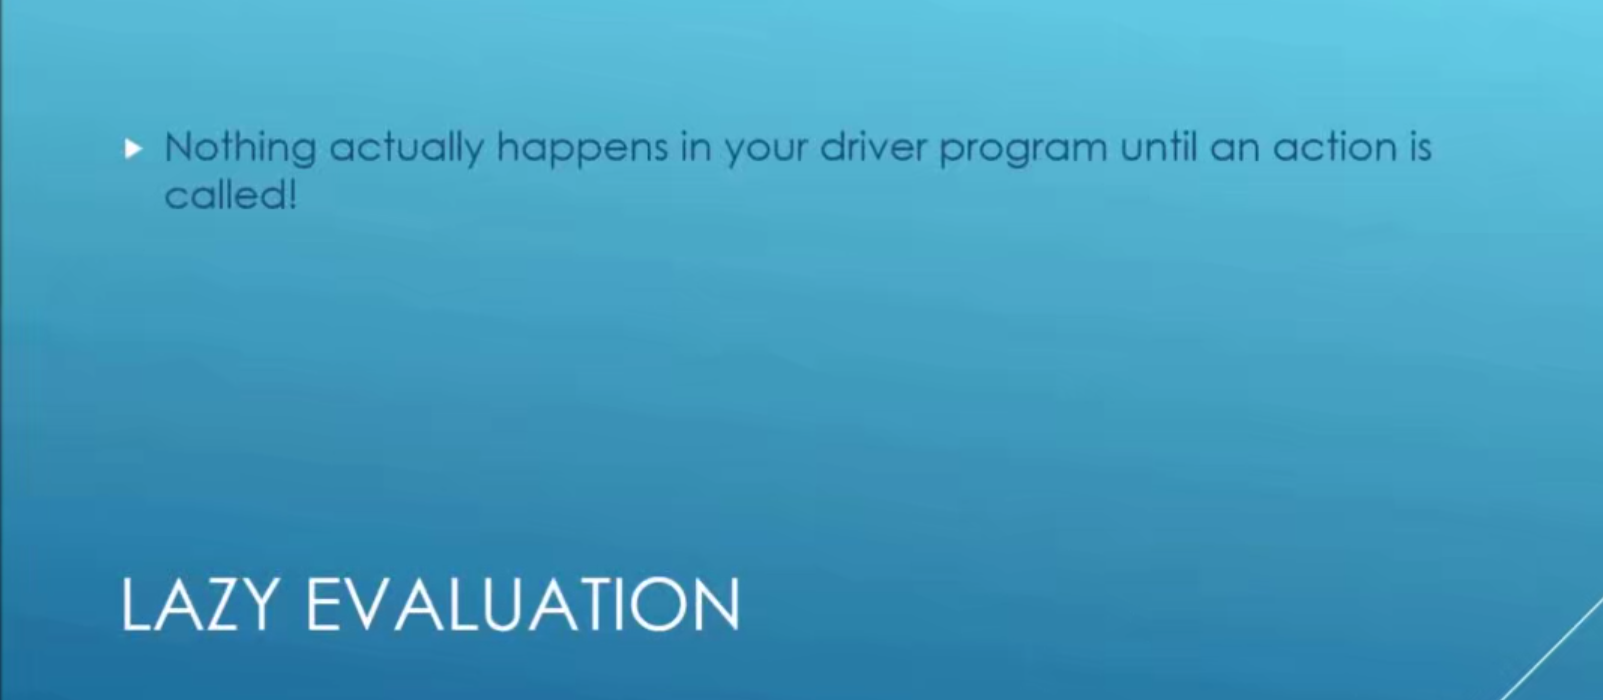 Nothing actually happens in your driver program until an action is
called!
LAZY EVALUATION